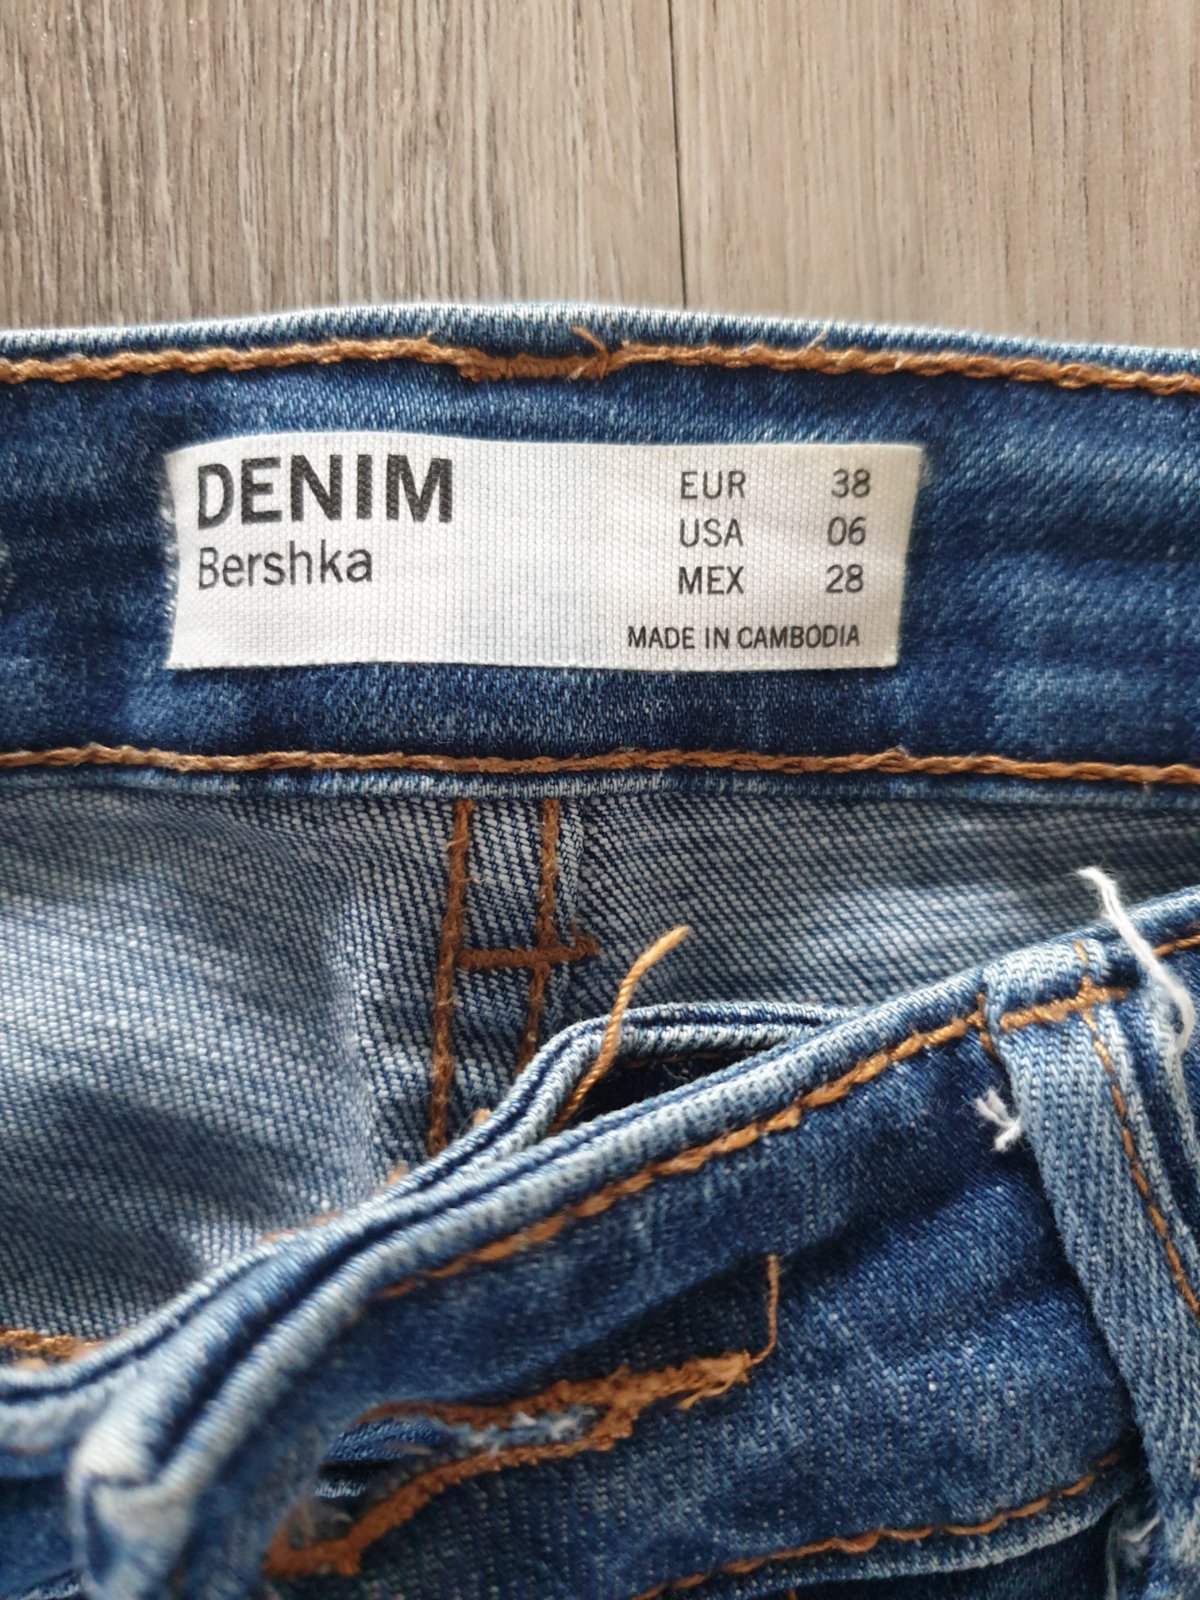 DENIM
Bershka
EUR 38
USA 06
MEX 28
MADE IN CAMBODIA